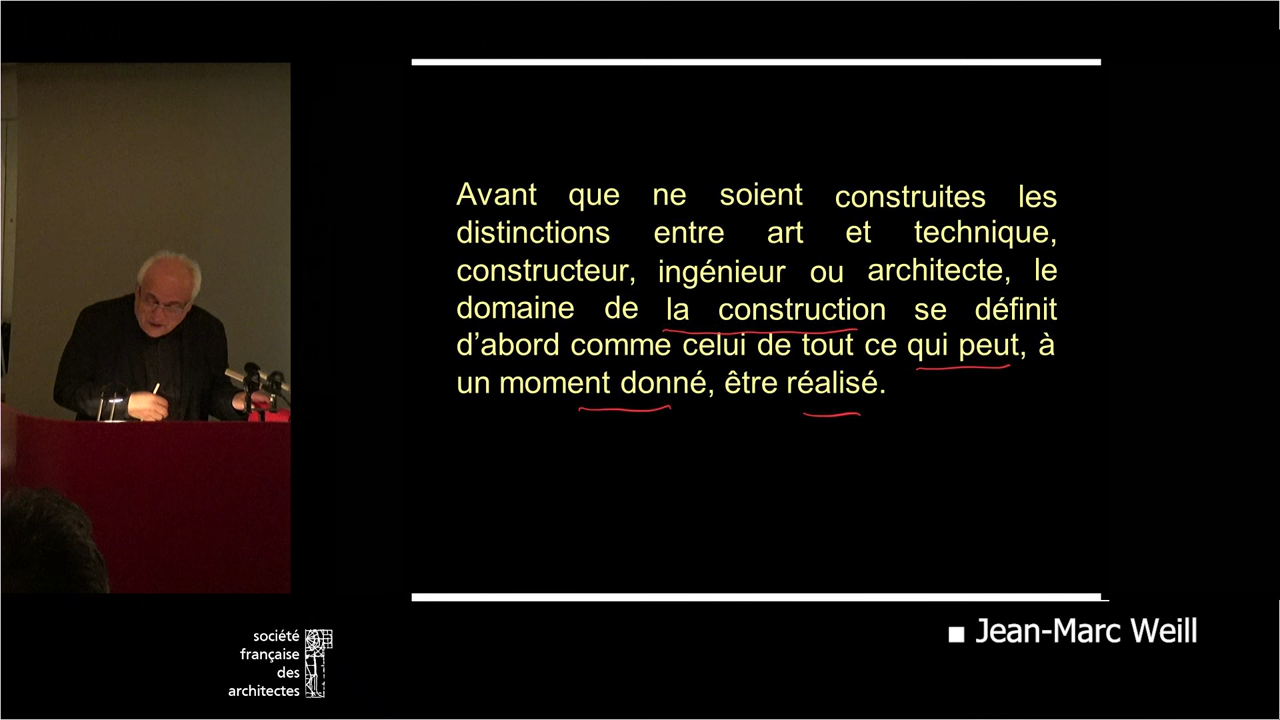 Avant que ne soient construites les
distinctions entre art et technique,
constructeur, ingénieur ou architecte, le
domaine de la construction se définit
d'abord comme celui de tout ce qui peut, à
un moment donné, être réalisé.
■ Jean-Marc Weill
société
française
des
architectes